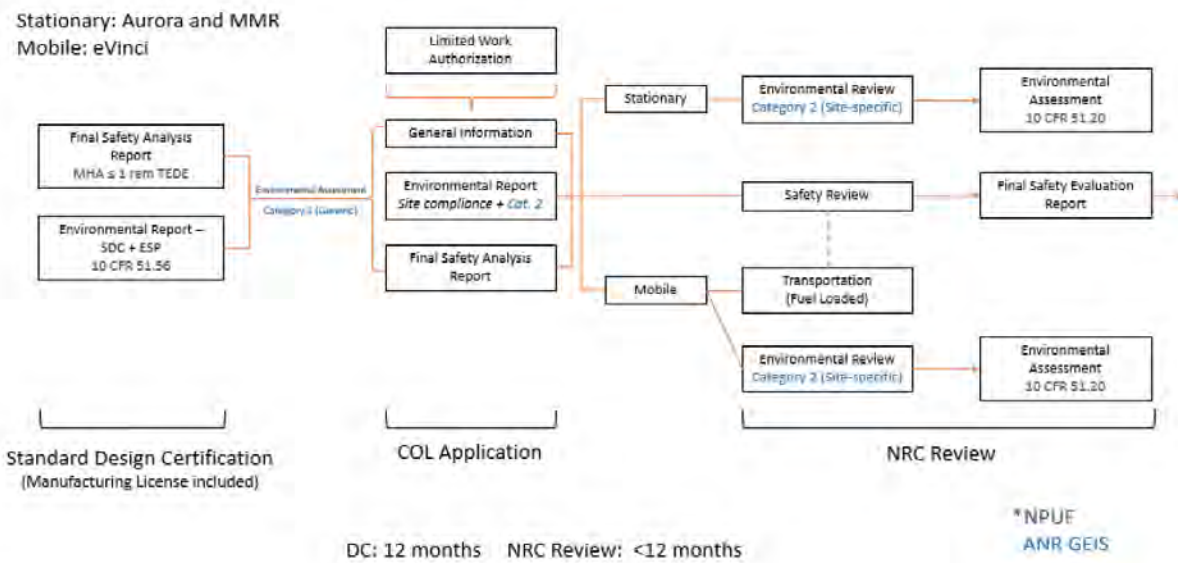 Stationary: Aurora and MMR
Mobile: eVinci
Limited Work
Authorization
Final Safety Analysis
Report
MHA ≤ 1 rem TEDE
Environmental Report –
SDC + ESP
10 CFR 51.56
Environmental Assessment
Category 1 (Generic)
General Information
Environmental Report
Site compliance + Cat. 2
Final Safety Analysis
Report
Stationary
Mobile
Environmental Review
Category 2 (Site-specific)
Safety Review
Transportation
(Fuel Loaded)
Environmental Review
Category 2 (Site-specific)
Environmental
Assessment
10 CFR 51.20
Final Safety Evaluation
Report
Environmental
Assessment
10 CFR 51.20
Standard Design Certification
(Manufacturing License included)
COL Application
NRC Review
DC: 12 months NRC Review: <12 months
*NPUF
ANR GEIS